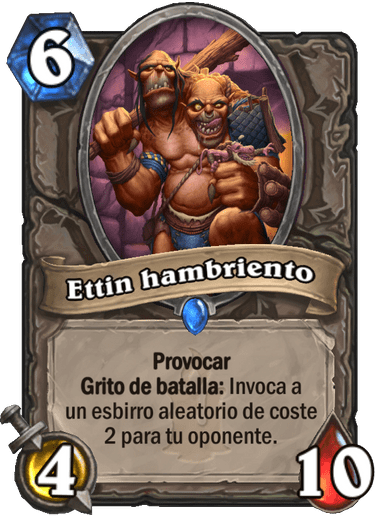 6
Ettin hambriento
Provocar
Grito de batalla: Invoca a
un esbirro aleatorio de coste
2 para tu oponente.
4
10